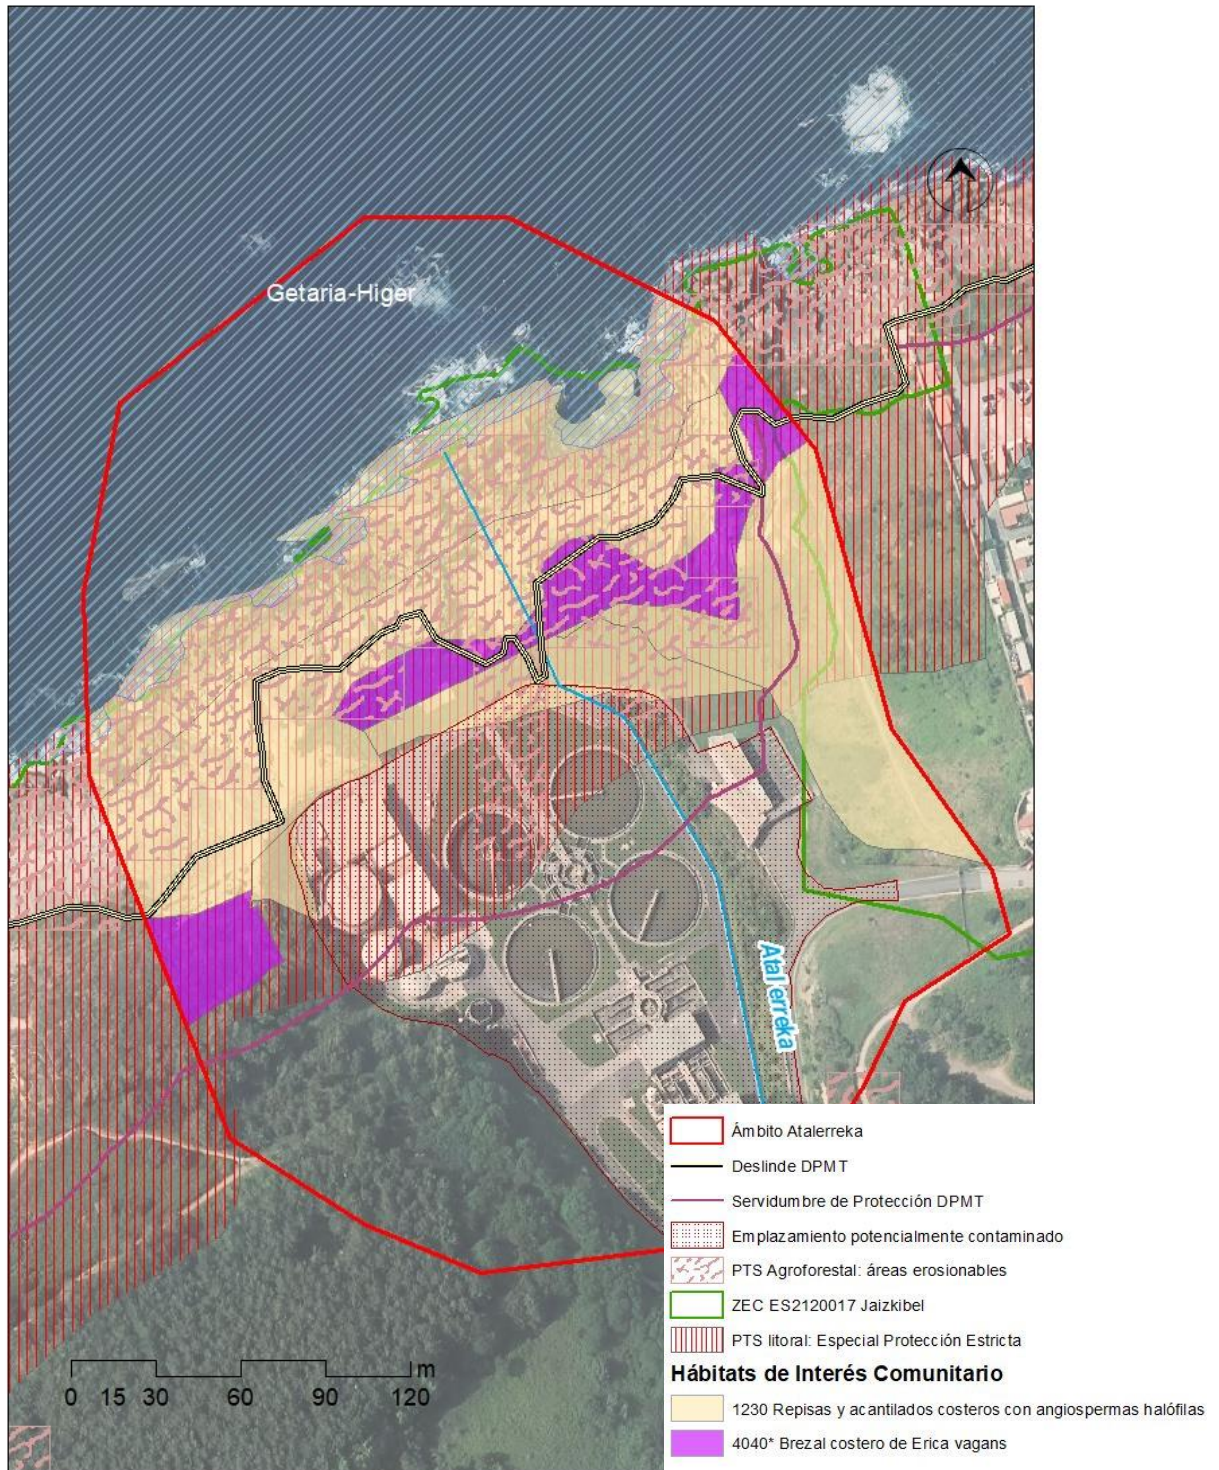 Getaria-Higer
Atal erreka
Ámbito Atalerreka
Deslinde DPMT
Servidumbre de Protección DPMT
Emplazamiento potencialmente contaminado
PTS Agroforestal: áreas erosionables
ZEC ES2120017 Jaizkibel
PTS litoral: Especial Protección Estricta
Hábitats de Interés Comunitario
1230 Repisas y acantilados costeros con angiospermas halófilas
4040* Brezal costero de Erica vagans
m
0 15 30 60 90 120